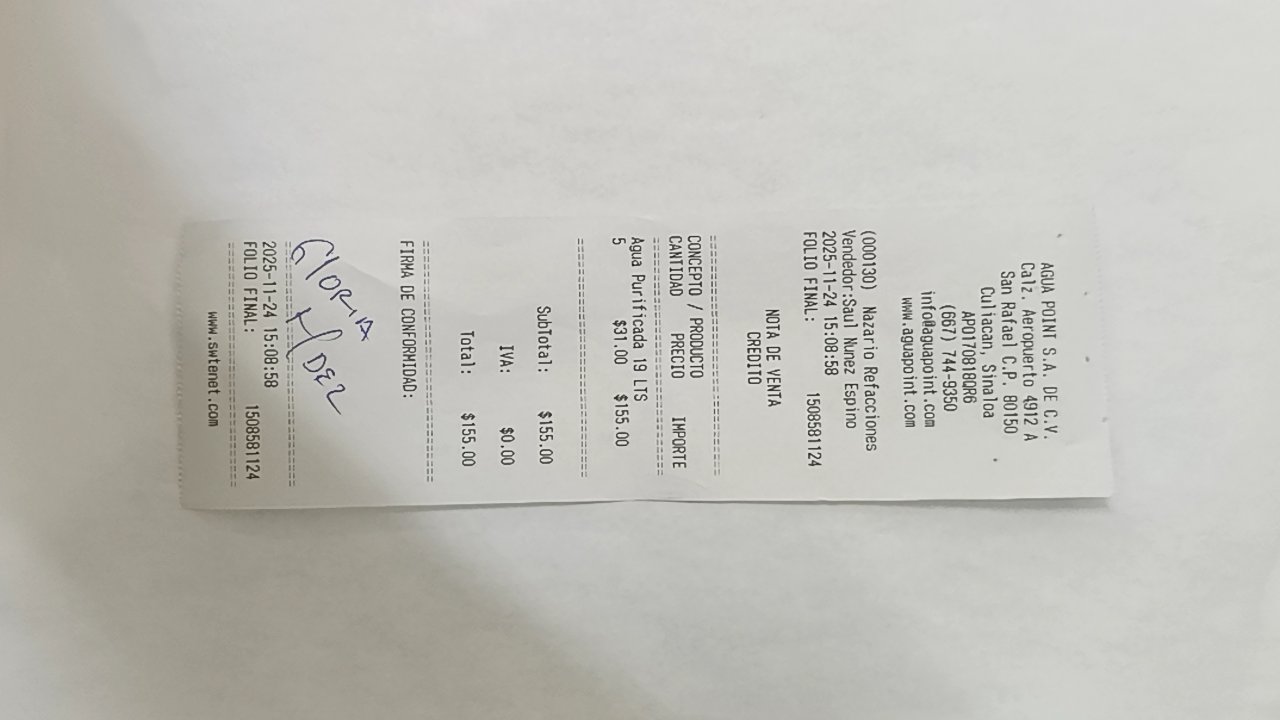 AGUA POINT S.A. DE C.V.
Calz. Aeropuerto 4912 A
San Rafael C.P. 80150
Culiacan, Sinaloa
APO170818QR6
(667) 744-9350
info@aguapoint.com
www.aguapoint.com
(000130) Nazario Refacciones
Vendedor:Saul Nunez Espino
2025-11-24 15:08:58
FOLIO FINAL: 1508581124
NOTA DE VENTA
CREDITO
CONCEPTO / PRODUCTO
CANTIDAD PRECIO IMPORTE
Agua Purificada 19 LTS
5 $31.00 $155.00
SubTotal: $155.00
IVA: $0.00
Total: $155.00
FIRMA DE CONFORMIDAD:
GlORIA
HDEZ
2025-11-24 15:08:58
FOLIO FINAL: 1508581124
www.swtenet.com